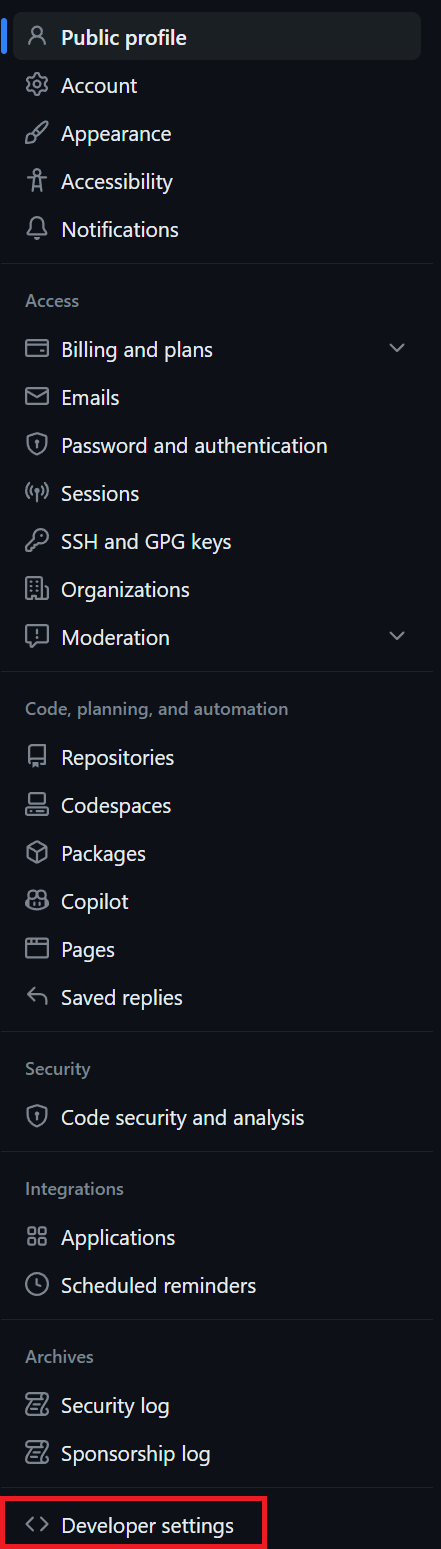 Public profile
Account
Appearance
Accessibility
Notifications
Access
Billing and plans
Emails
Password and authentication
Sessions
SSH and GPG keys
Organizations
Moderation
Code, planning, and automation
Repositories
Codespaces
Packages
Copilot
Pages
Saved replies
Security
Code security and analysis
Integrations
Applications
Scheduled reminders
Archives
Security log
Sponsorship log
Developer settings